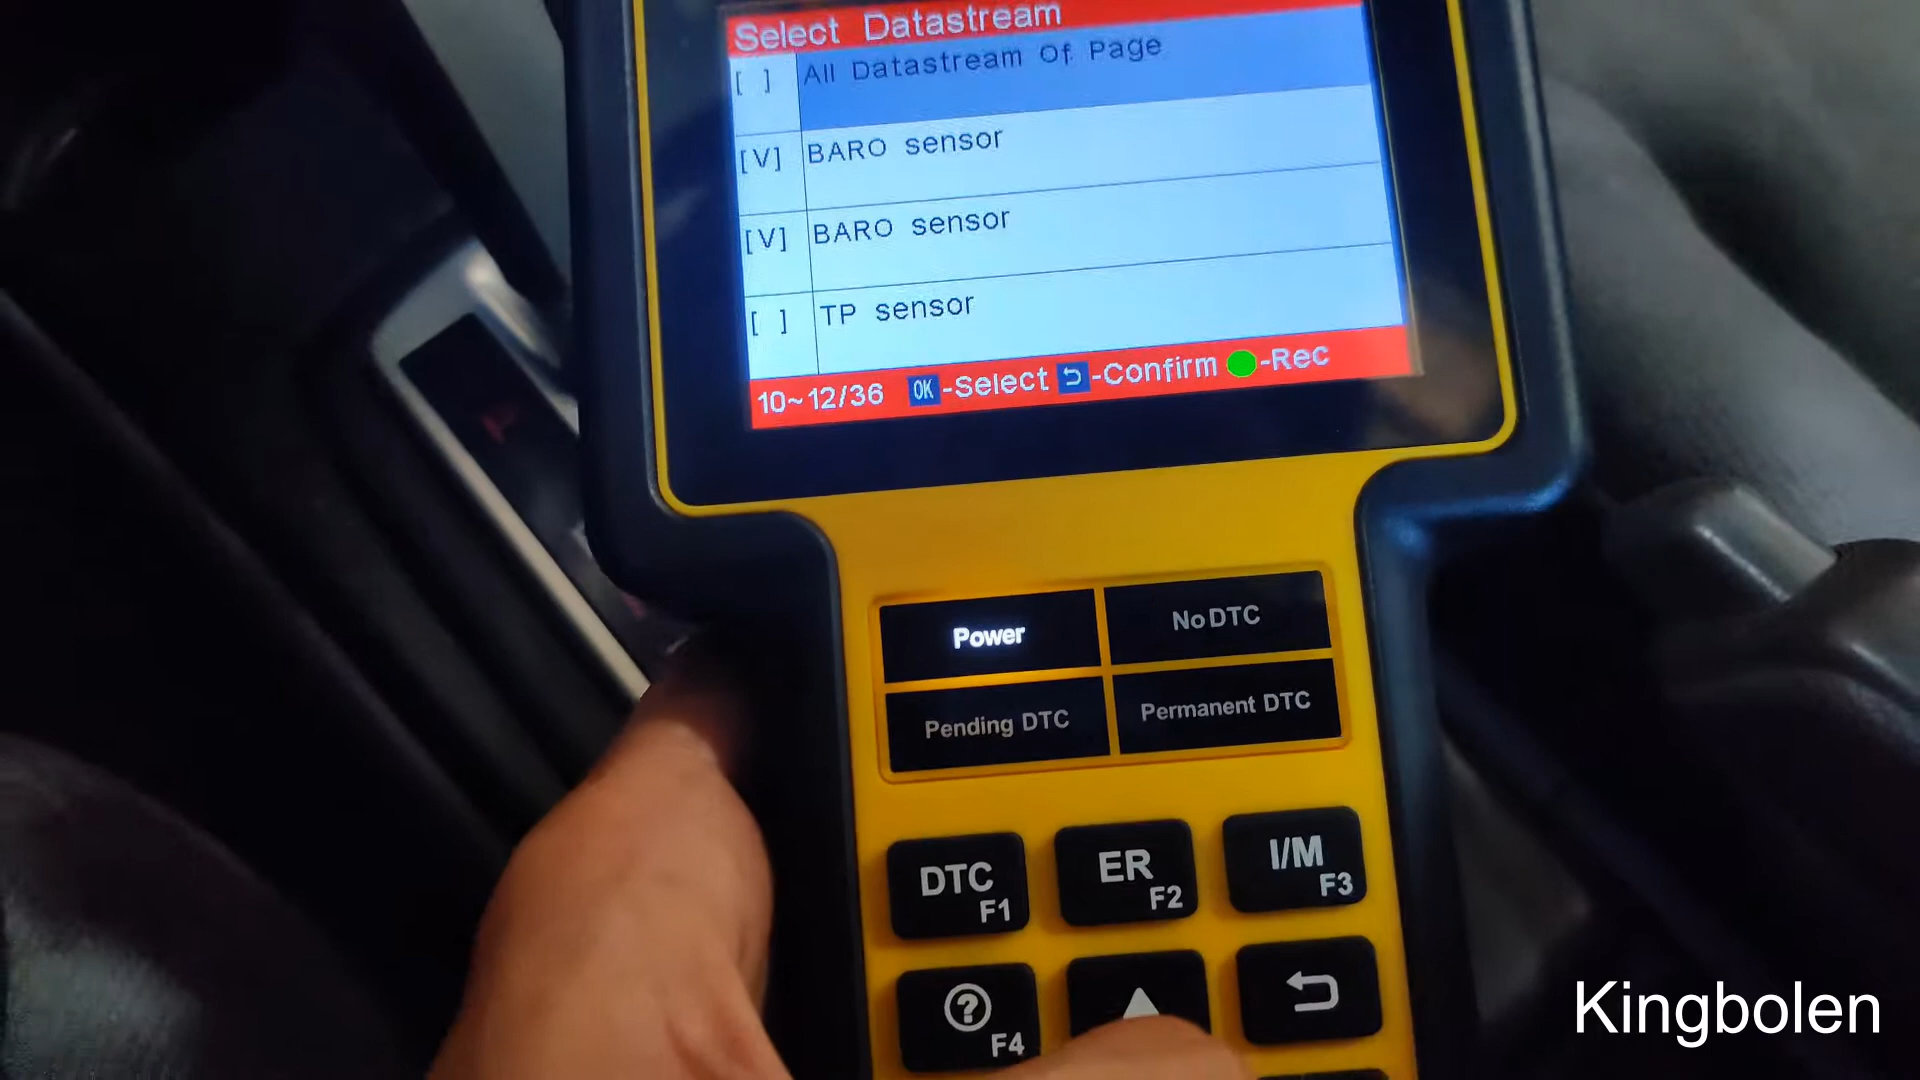 Select Datastream
[ ] All Datastream Of Page
[V] BARO sensor
[V] BARO sensor
[ ] TP sensor
10~12/36 OK-Select -Confirm -Rec
Power
No DTC
Pending DTC
Permanent DTC
DTC
F1
ER
F2
I/M
F3
?
F4
Kingbolen